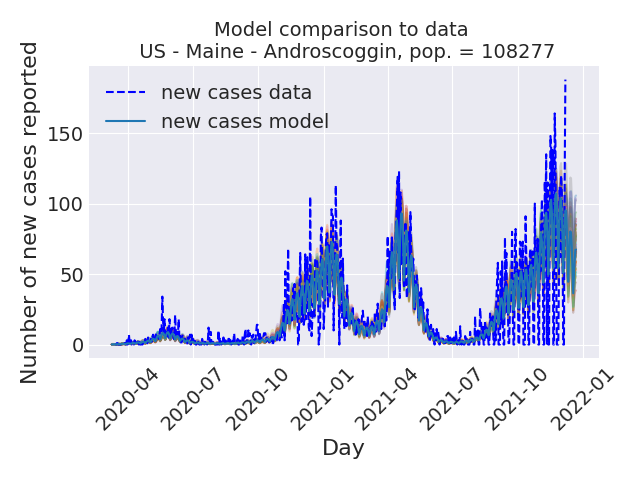 Model comparison to data
US - Maine - Androscoggin, pop. = 108277
new cases data
new cases model
Number of new cases reported
150
100
50
0
2020-04
2020-07
2020-10
2021-01
2021-04
2021-07
2021-10
2022-01
Day